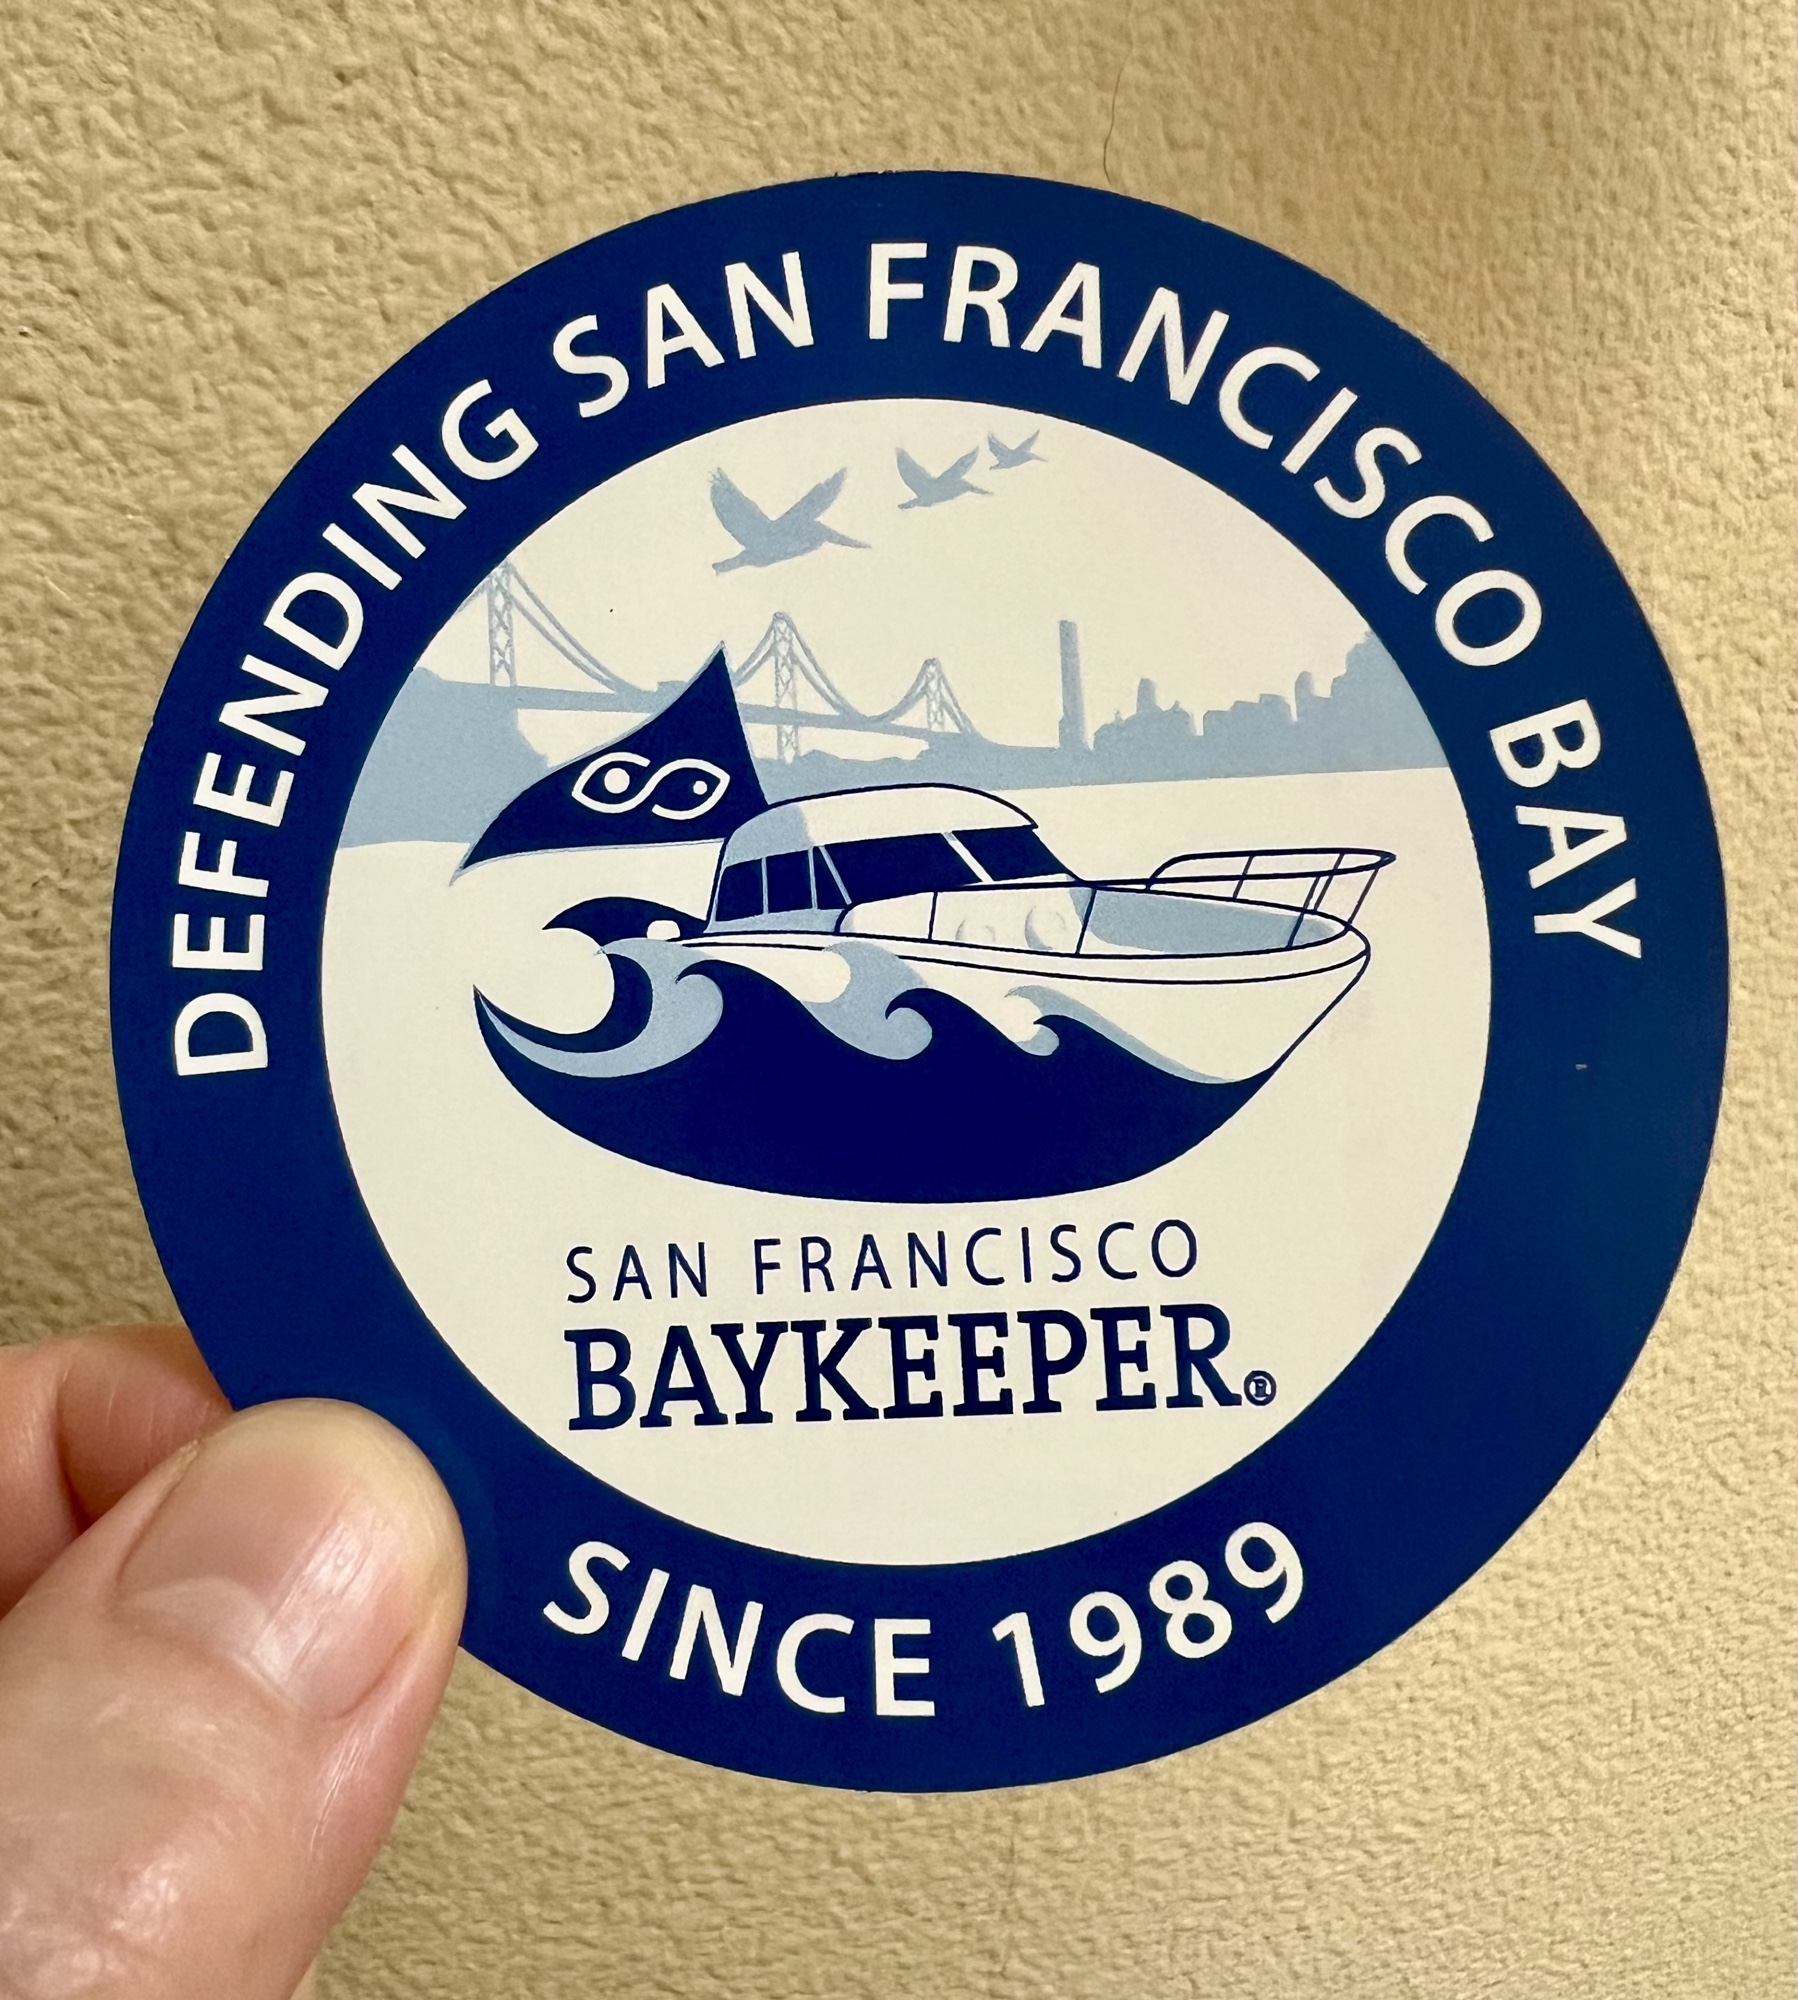 DEFENDING SAN FRANCISCO BAY
SAN FRANCISCO
BAYKEEPER®
SINCE 1989